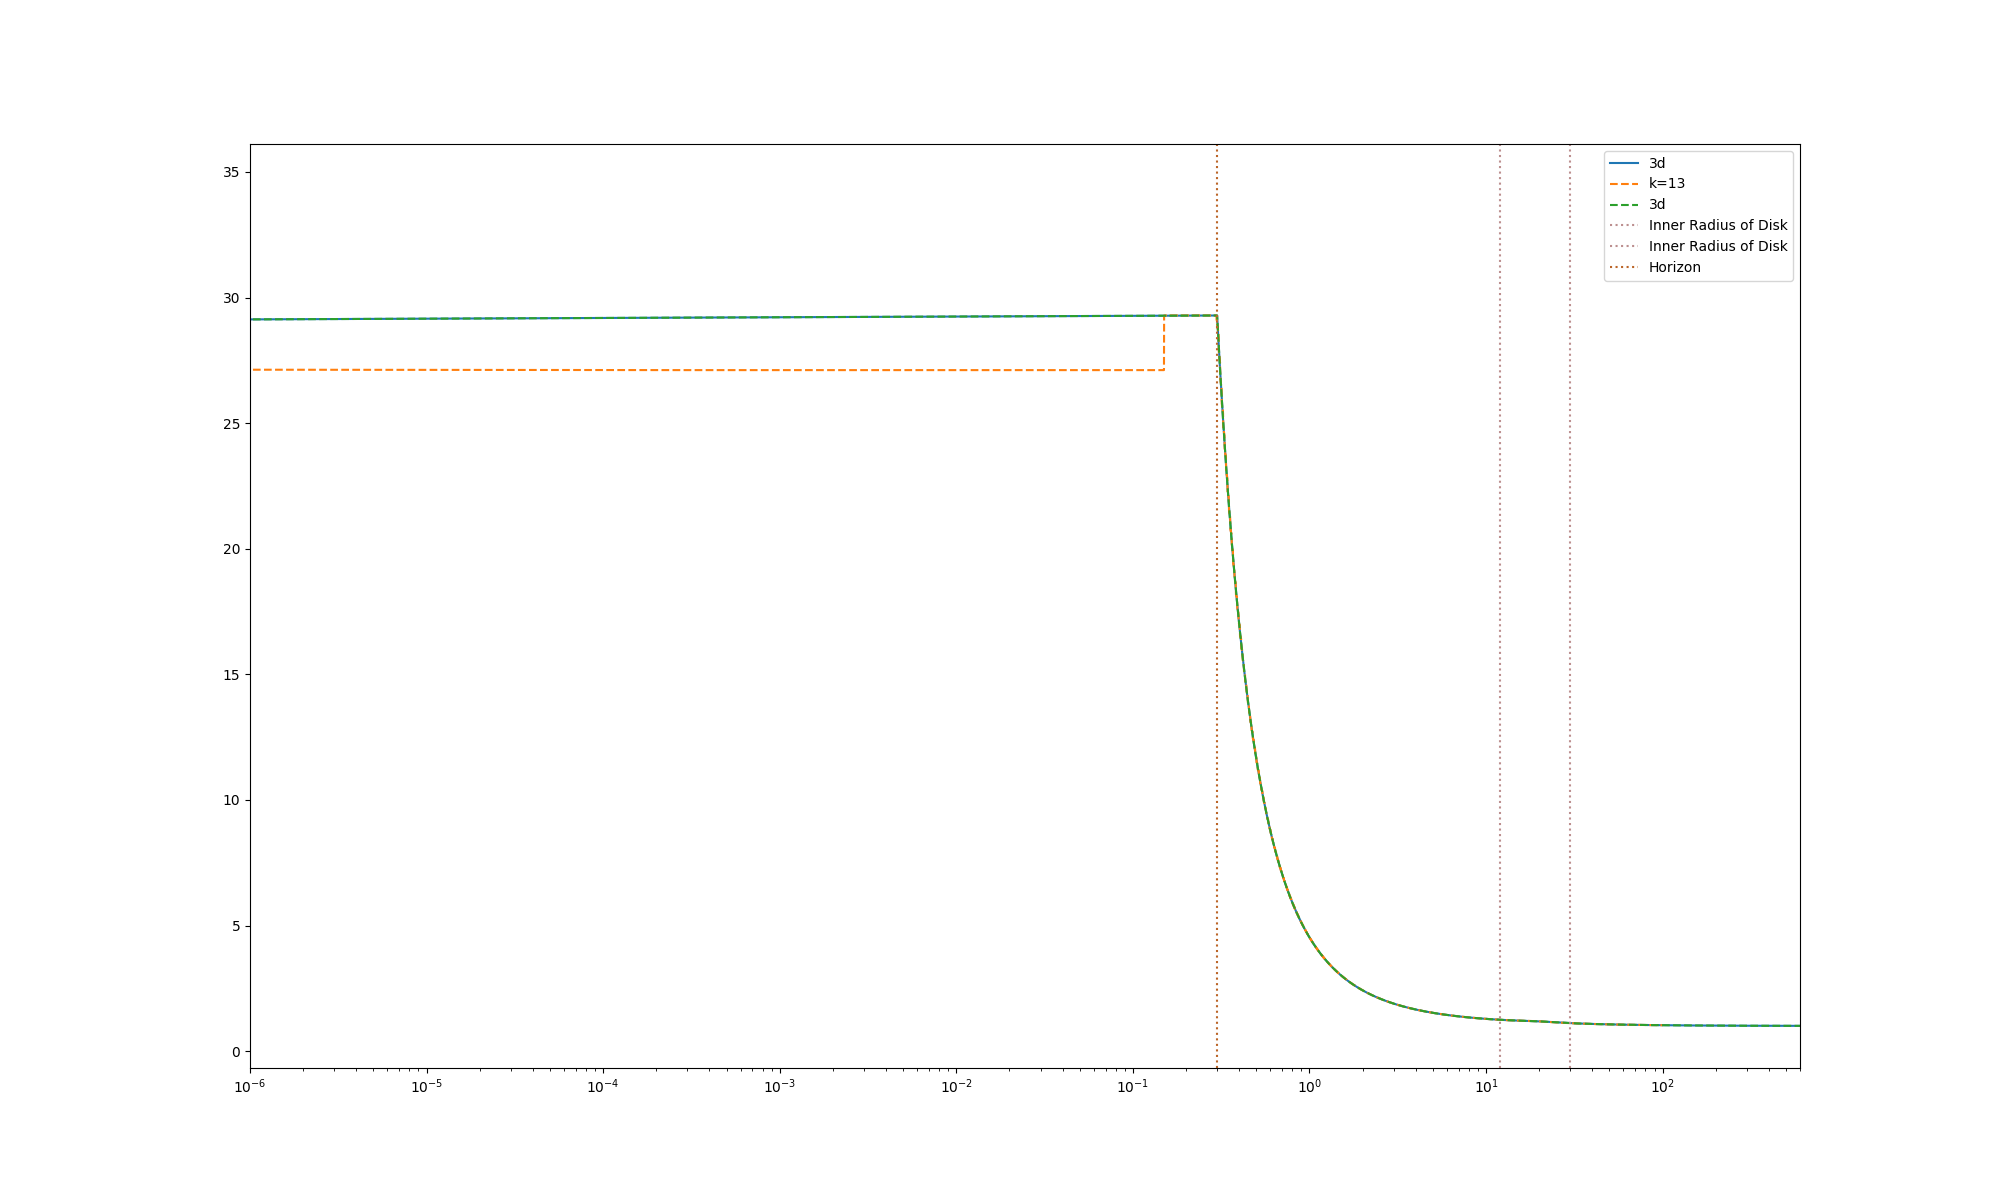 35
30
25
20
15
10
5
0
10⁻⁶ 10⁻⁵ 10⁻⁴ 10⁻³ 10⁻² 10⁻¹ 10⁰ 10¹ 10²
3d
k=13
3d
Inner Radius of Disk
Inner Radius of Disk
Horizon